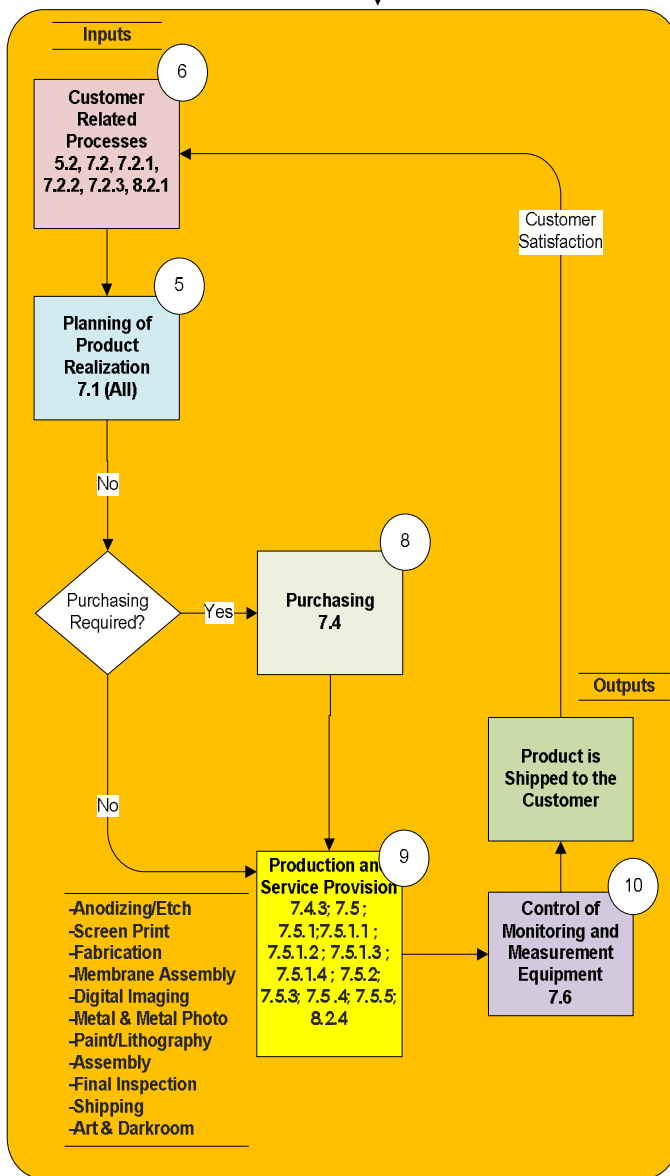 Inputs
6
Customer
Related
Processes
5.2, 7.2, 7.2.1,
7.2.2, 7.2.3, 8.2.1
Customer
Satisfaction
5
Planning of
Product
Realization
7.1 (All)
No
8
Purchasing
Required?
Yes
Purchasing
7.4
Outputs
Product is
Shipped to the
Customer
No
9
Production and
Service Provision
7.4.3; 7.5 ;
7.5.1;7.5.1.1 ;
7.5.1.2 ; 7.5.1.3 ;
7.5.1.4 ; 7.5.2;
7.5.3; 7.5 .4; 7.5.5;
8.2.4
10
Control of
Monitoring and
Measurement
Equipment
7.6
-Anodizing/Etch
-Screen Print
-Fabrication
-Membrane Assembly
-Digital Imaging
-Metal & Metal Photo
-Paint/Lithography
-Assembly
-Final Inspection
-Shipping
-Art & Darkroom